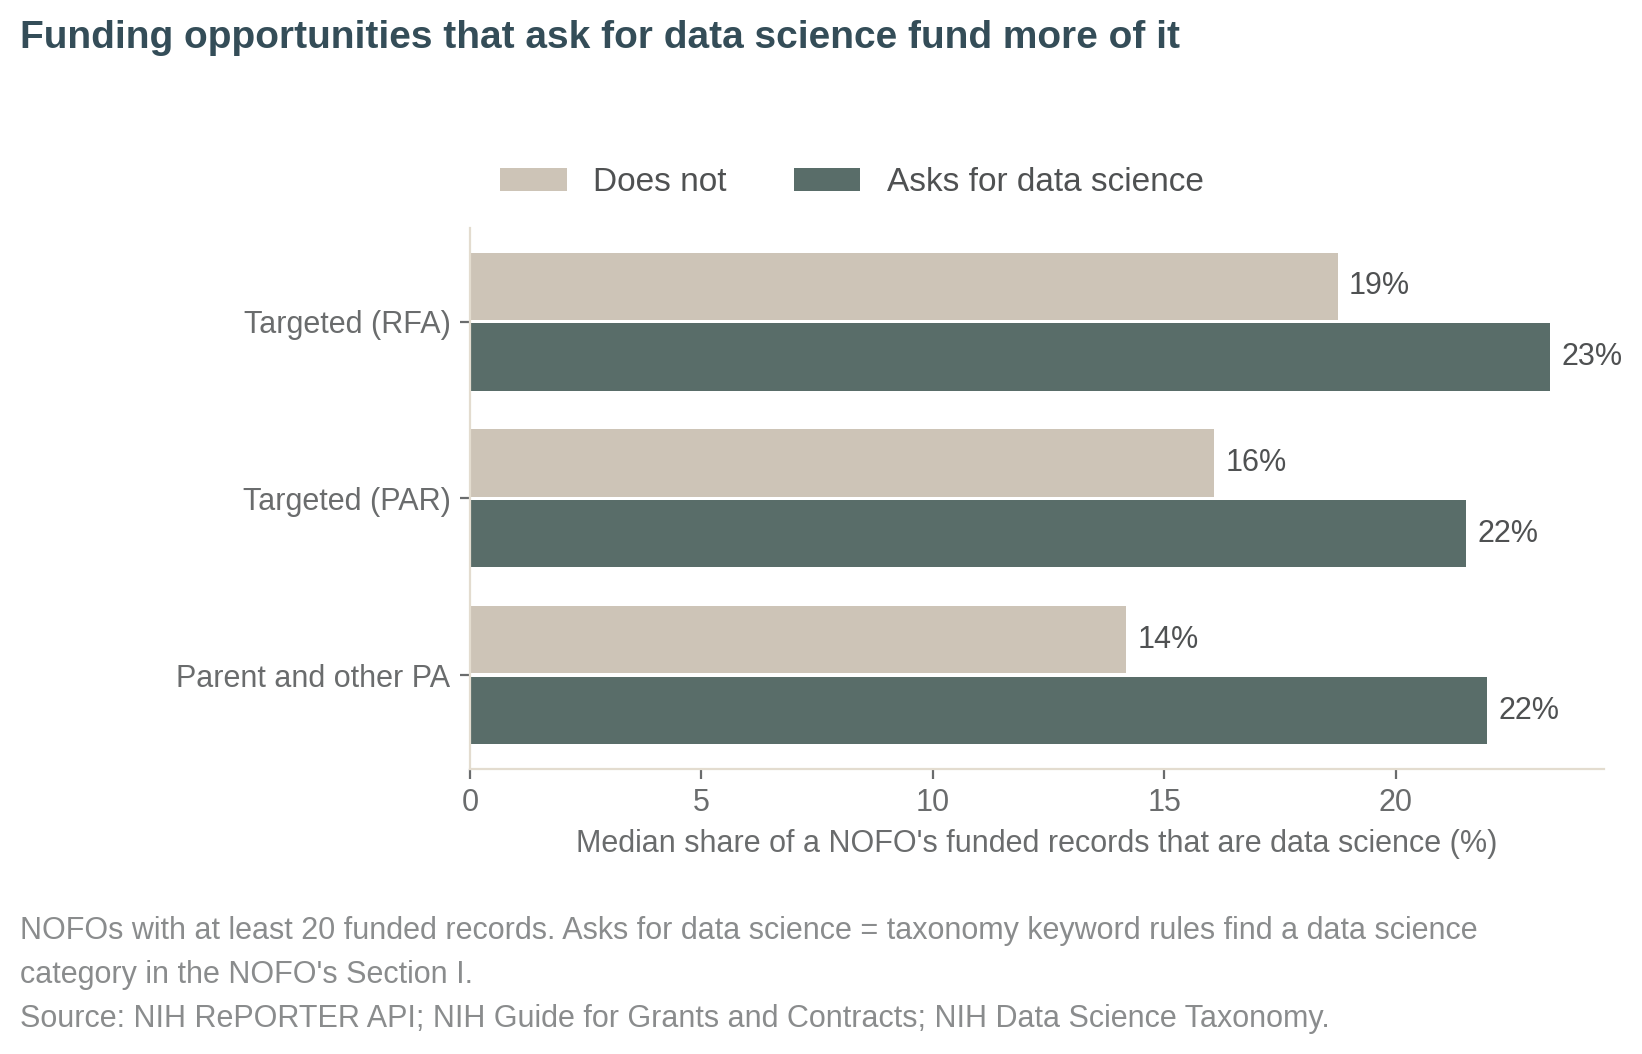 Funding opportunities that ask for data science fund more of it
Does not
Asks for data science
19%
Targeted (RFA)
23%
16%
Targeted (PAR)
22%
14%
Parent and other PA
22%
0 5 10 15 20
Median share of a NOFO's funded records that are data science (%)
NOFOs with at least 20 funded records. Asks for data science = taxonomy keyword rules find a data science
category in the NOFO's Section I.
Source: NIH RePORTER API; NIH Guide for Grants and Contracts; NIH Data Science Taxonomy.